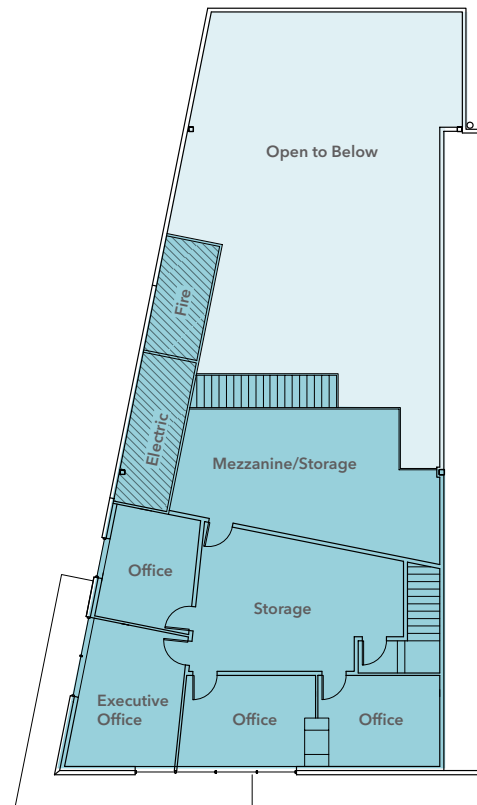 Open to Below
Fire
Electric
Mezzanine/Storage
Office
Storage
Executive
Office
Office
Office